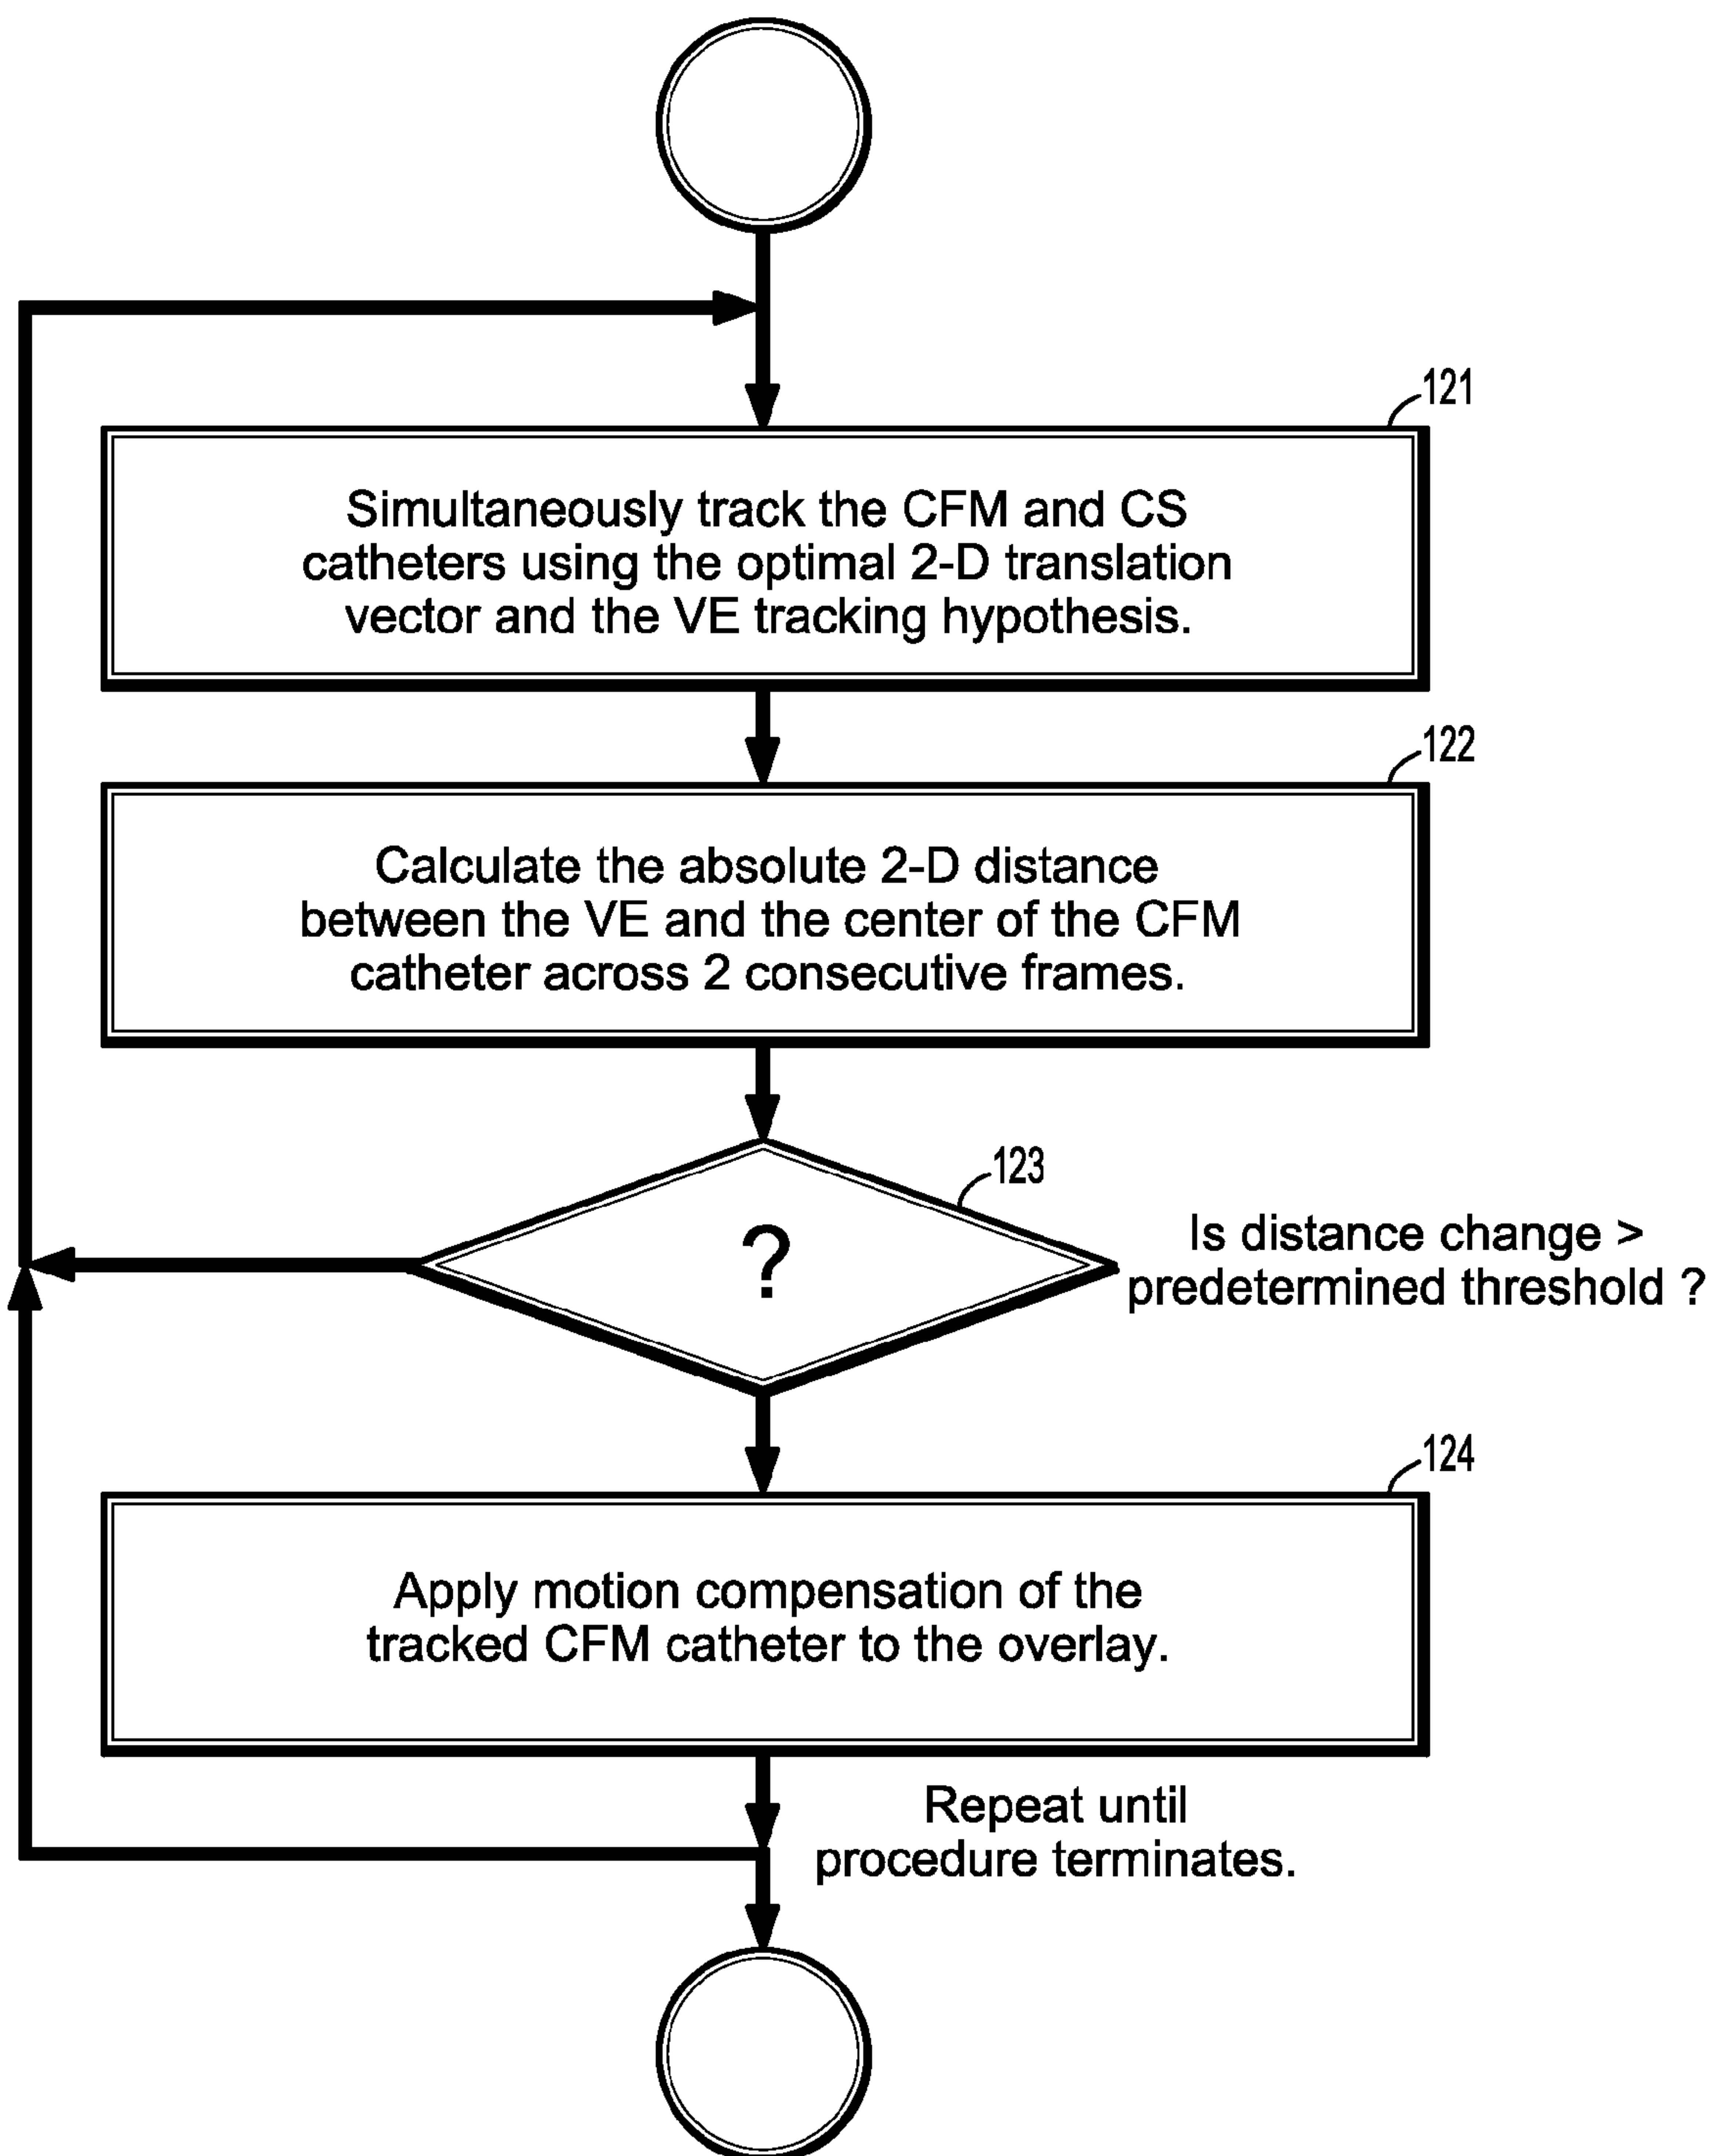 121
Simultaneously track the CFM and CS
catheters using the optimal 2-D translation
vector and the VE tracking hypothesis.
122
Calculate the absolute 2-D distance
between the VE and the center of the CFM
catheter across 2 consecutive frames.
123
?
Is distance change >
predetermined threshold ?
124
Apply motion compensation of the
tracked CFM catheter to the overlay.
Repeat until
procedure terminates.